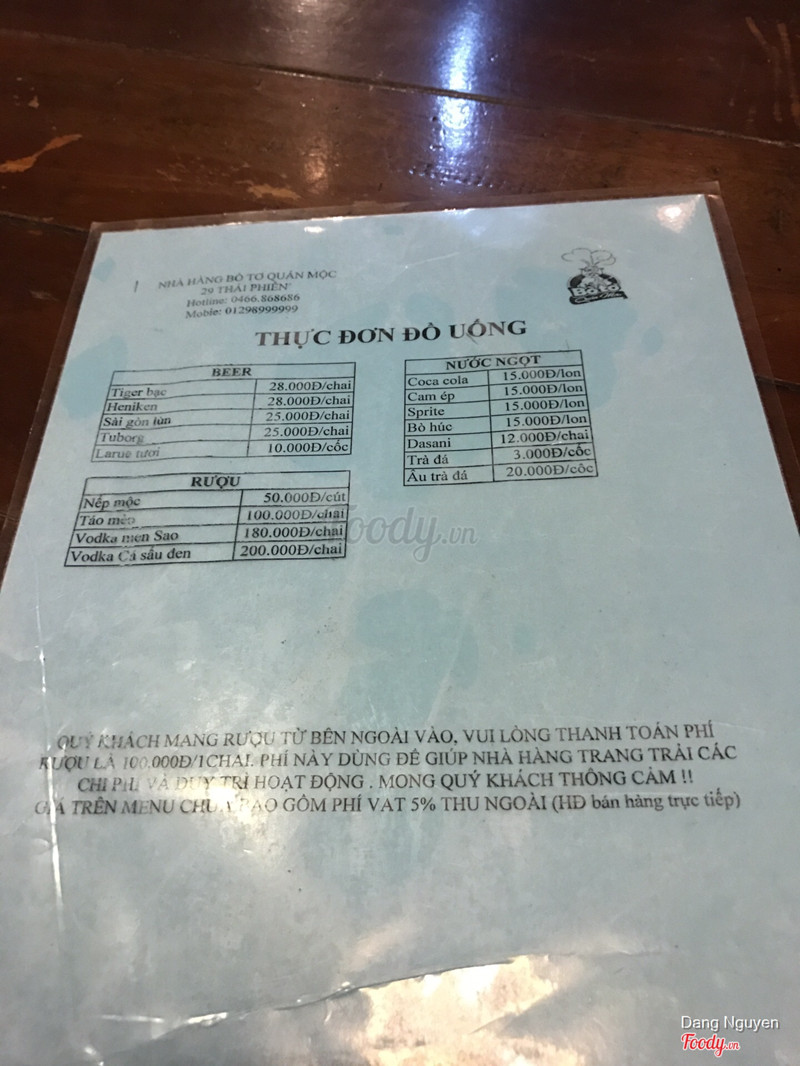 NHÀ HÀNG BÒ TƠ QUÁN MỘC
29 THÁI PHIÊN
Hotline: 0466.868686
Moble: 01298999999
THỰC ĐƠN ĐỒ UỐNG
BEER
Tiger bạc 28.000Đ/chai
Heniken 28.000Đ/chai
Sài gòn lùn 25.000Đ/chai
Tuborg 25.000Đ/chai
Larue tươi 10.000Đ/cốc
RƯỢU
Nếp mộc 50.000Đ/cút
Táo mèo 100.000Đ/chai
Vodka men Sao 180.000Đ/chai
Vodka Cá sấu đen 200.000Đ/chai
NƯỚC NGỌT
Coca cola 15.000Đ/lon
Cam ép 15.000Đ/lon
Sprite 15.000Đ/lon
Bò húc 15.000Đ/lon
Dasani 12.000Đ/chai
Trà đá 3.000Đ/cốc
Âu trà đá 20.000Đ/cốc
Foody.vn
QUÝ KHÁCH MANG RƯỢU TỪ BÊN NGOÀI VÀO, VUI LÒNG THANH TOÁN PHÍ
RƯỢU LÀ 100.000Đ/1CHAI. PHÍ NÀY DÙNG ĐỂ GIÚP NHÀ HÀNG TRANG TRẢI CÁC
CHI PHÍ VÀ DUY TRÌ HOẠT ĐỘNG . MONG QUÝ KHÁCH THÔNG CẢM !!
GIÁ TRÊN MENU CHƯA BAO GỒM PHÍ VAT 5% THU NGOÀI (HĐ bán hàng trực tiếp)
Dang Nguyen
Foody.vn